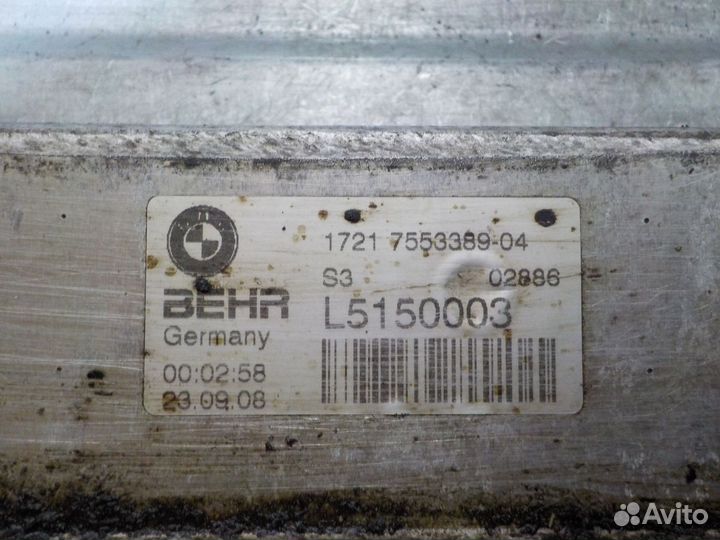 1721 7553389-04
S3 02886
BEHR L5150003
Germany
00:02:58
23.09.08
Avito